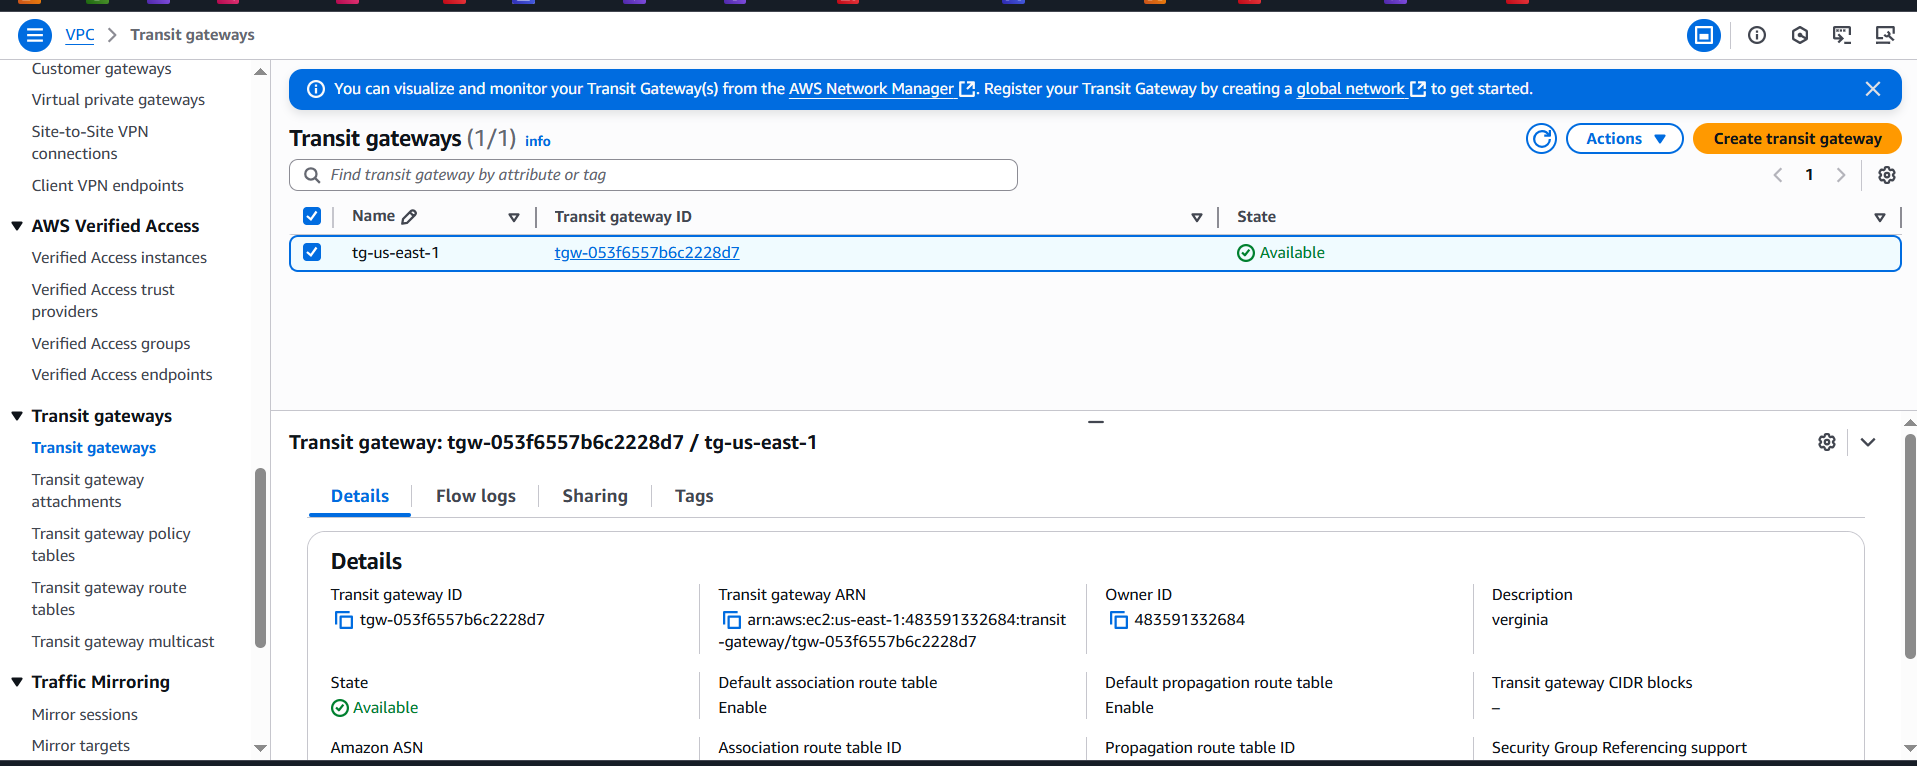 VPC > Transit gateways
Customer gateways
Virtual private gateways
Site-to-Site VPN
connections
Client VPN endpoints
AWS Verified Access
Verified Access instances
Verified Access trust
providers
Verified Access groups
Verified Access endpoints
Transit gateways
Transit gateways
Transit gateway
attachments
Transit gateway policy
tables
Transit gateway route
tables
Transit gateway multicast
Traffic Mirroring
Mirror sessions
Mirror targets
You can visualize and monitor your Transit Gateway(s) from the AWS Network Manager. Register your Transit Gateway by creating a global network to get started.
Transit gateways (1/1) info
Actions
Create transit gateway
Find transit gateway by attribute or tag
1
Name Transit gateway ID State
tg-us-east-1 tgw-053f6557b6c2228d7 Available
Transit gateway: tgw-053f6557b6c2228d7 / tg-us-east-1
Details Flow logs Sharing Tags
Details
Transit gateway ID
tgw-053f6557b6c2228d7
Transit gateway ARN
arn:aws:ec2:us-east-1:483591332684:transit
-gateway/tgw-053f6557b6c2228d7
Owner ID
483591332684
Description
verginia
State
Available
Default association route table
Enable
Default propagation route table
Enable
Transit gateway CIDR blocks
–
Amazon ASN
Association route table ID
Propagation route table ID
Security Group Referencing support